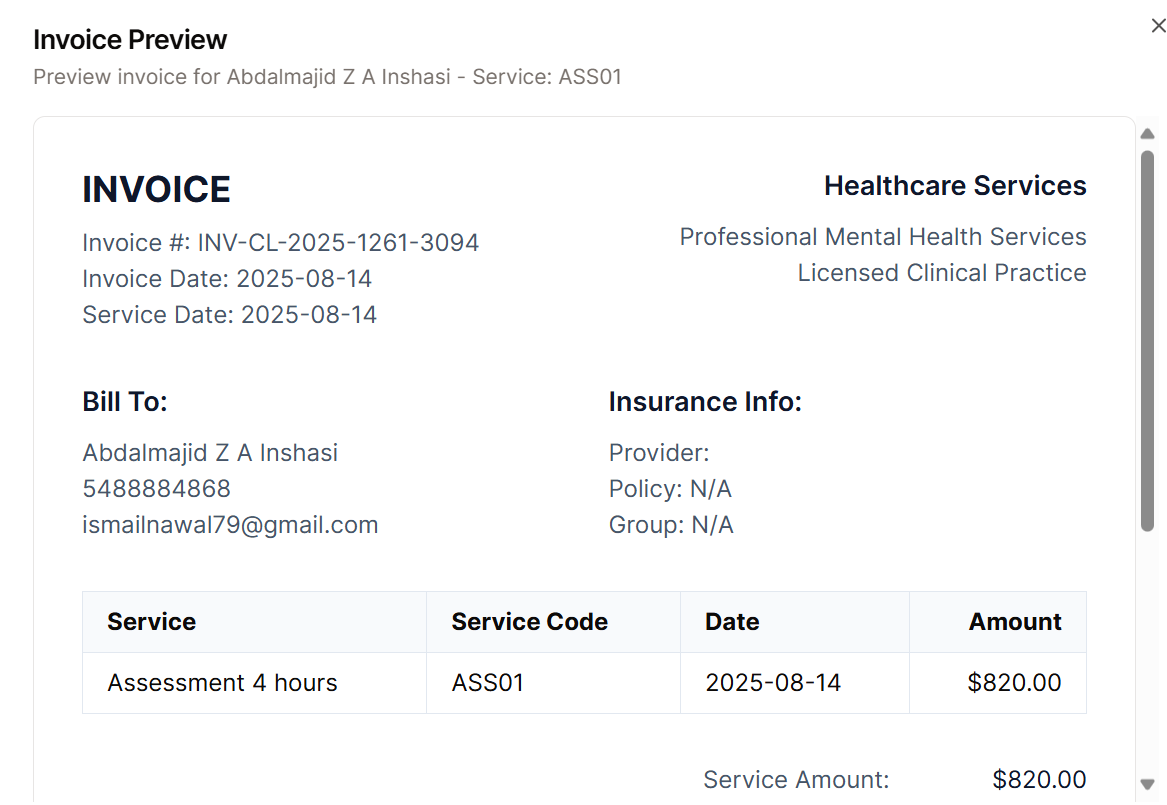 Invoice Preview
Preview invoice for Abdalmajid Z A Inshasi - Service: ASS01
INVOICE
Invoice #: INV-CL-2025-1261-3094
Invoice Date: 2025-08-14
Service Date: 2025-08-14
Healthcare Services
Professional Mental Health Services
Licensed Clinical Practice
Bill To:
Abdalmajid Z A Inshasi
5488884868
ismailnawal79@gmail.com
Insurance Info:
Provider:
Policy: N/A
Group: N/A
Service Service Code Date Amount
Assessment 4 hours ASS01 2025-08-14 $820.00
Service Amount: $820.00